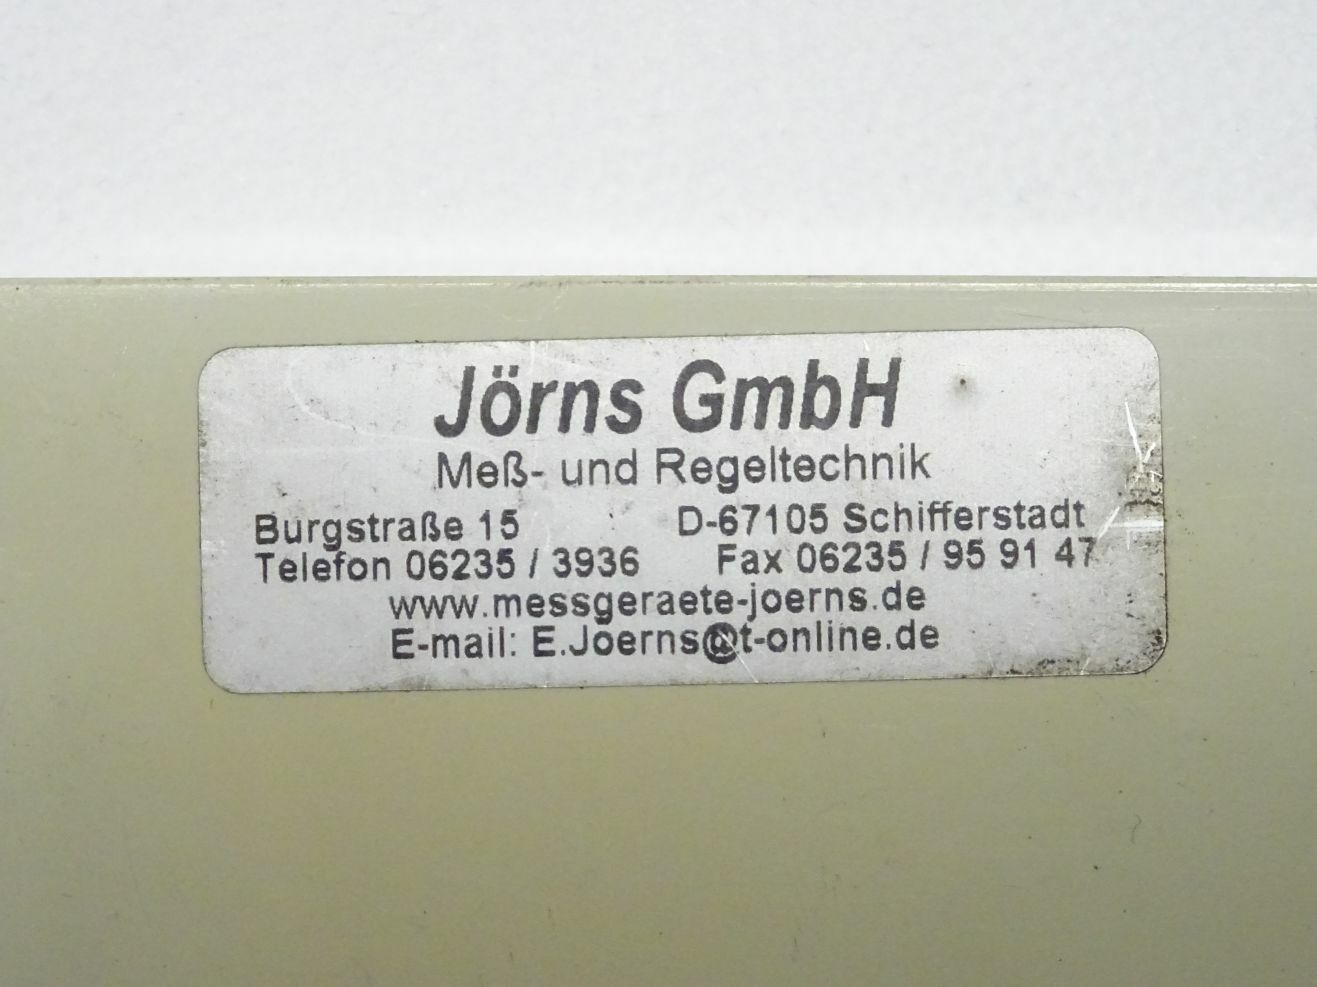 Jörns GmbH
Meß- und Regeltechnik
Burgstraße 15 D-67105 Schifferstadt
Telefon 06235 / 3936 Fax 06235 / 95 91 47
www.messgeraete-joerns.de
E-mail: E.Joerns@t-online.de